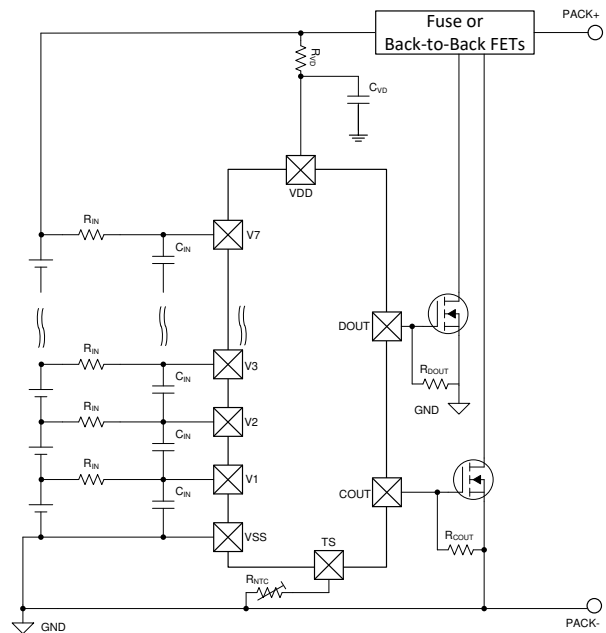 Fuse or
Back-to-Back FETs
PACK+
RVD
CVD
VDD
RIN
CIN
V7
DOUT
RDOUT
GND
RIN
CIN
V3
RIN
CIN
V2
RIN
CIN
V1
COUT
RCOUT
VSS
TS
RNTC
GND
PACK-